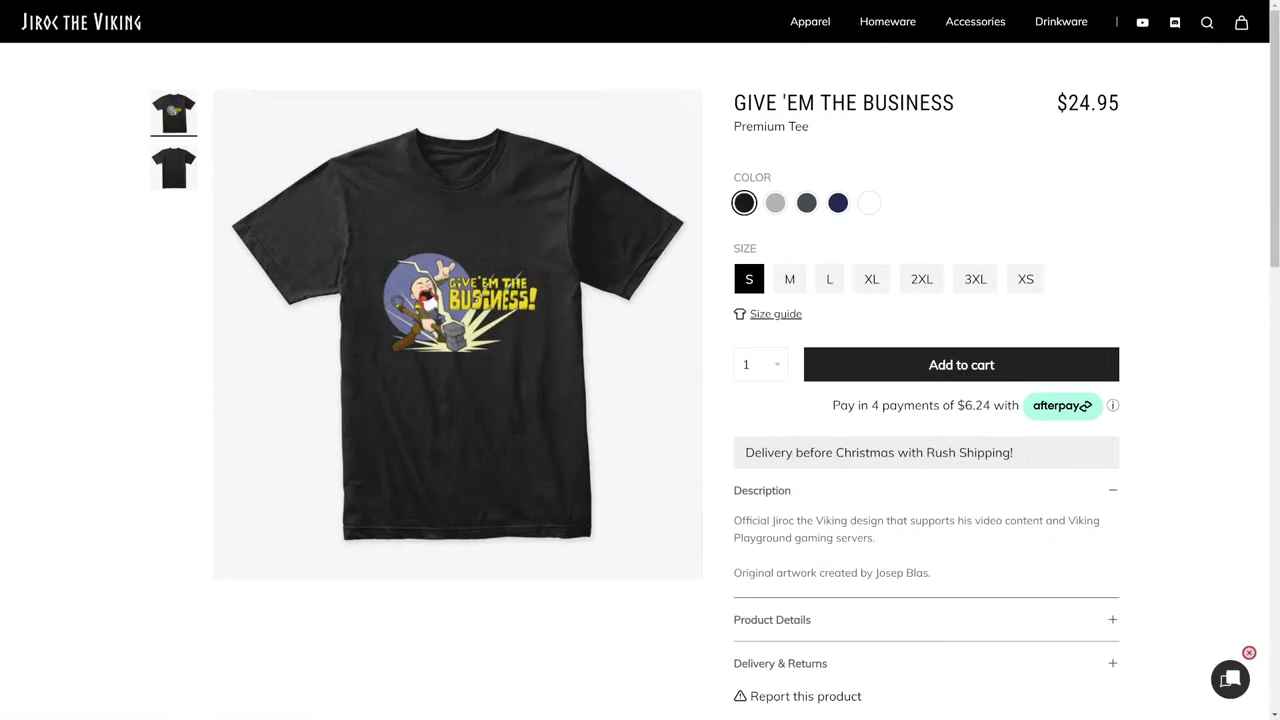 JIROC THE VIKING
Apparel
Homeware
Accessories
Drinkware
GIVE 'EM THE BUSINESS
$24.95
Premium Tee
COLOR
GIVE 'EM THE
BUSINESS!
SIZE
S
M
L
XL
2XL
3XL
XS
Size guide
1
Add to cart
Pay in 4 payments of $6.24 with afterpay
Delivery before Christmas with Rush Shipping!
Description
Official Jiroc the Viking design that supports his video content and Viking
Playground gaming servers.
Original artwork created by Josep Blas.
Product Details
Delivery & Returns
Report this product